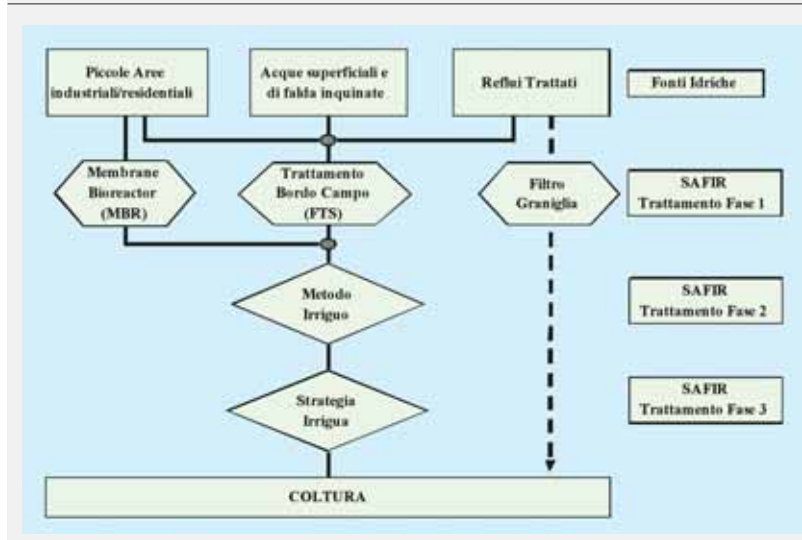 Piccole Aree
industriali/residentiali
Acque superficiali e
di falda inquinate
Reflui Trattati
Fonti Idriche
Membrane
Bioreactor
(MBR)
Trattamento
Bordo Campo
(FTS)
Filtro
Graniglia
SAFIR
Trattamento Fase 1
Metodo
Irriguo
SAFIR
Trattamento Fase 2
Strategia
Irrigua
SAFIR
Trattamento Fase 3
COLTURA